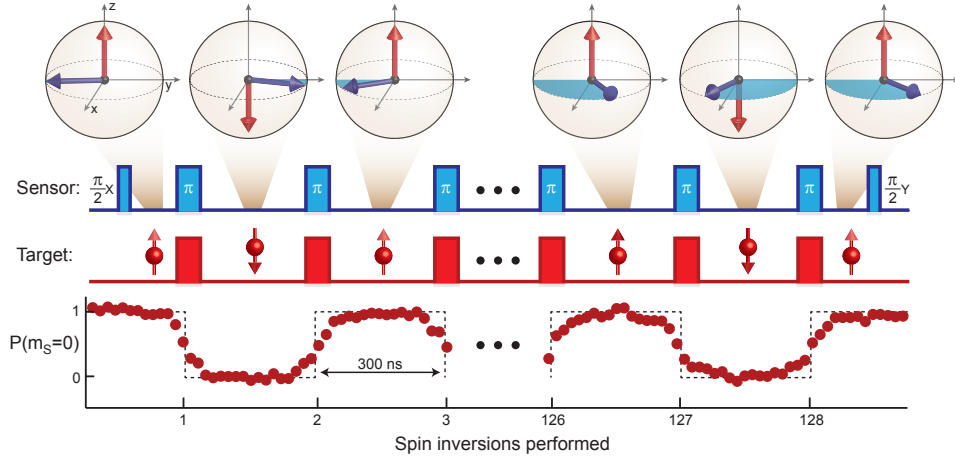 z
y
x
Sensor: π/2 X π π π • • • π π π π/2 Y
Target: • • •
1
P(mS=0) • • •
300 ns
0
1 2 3 126 127 128
Spin inversions performed